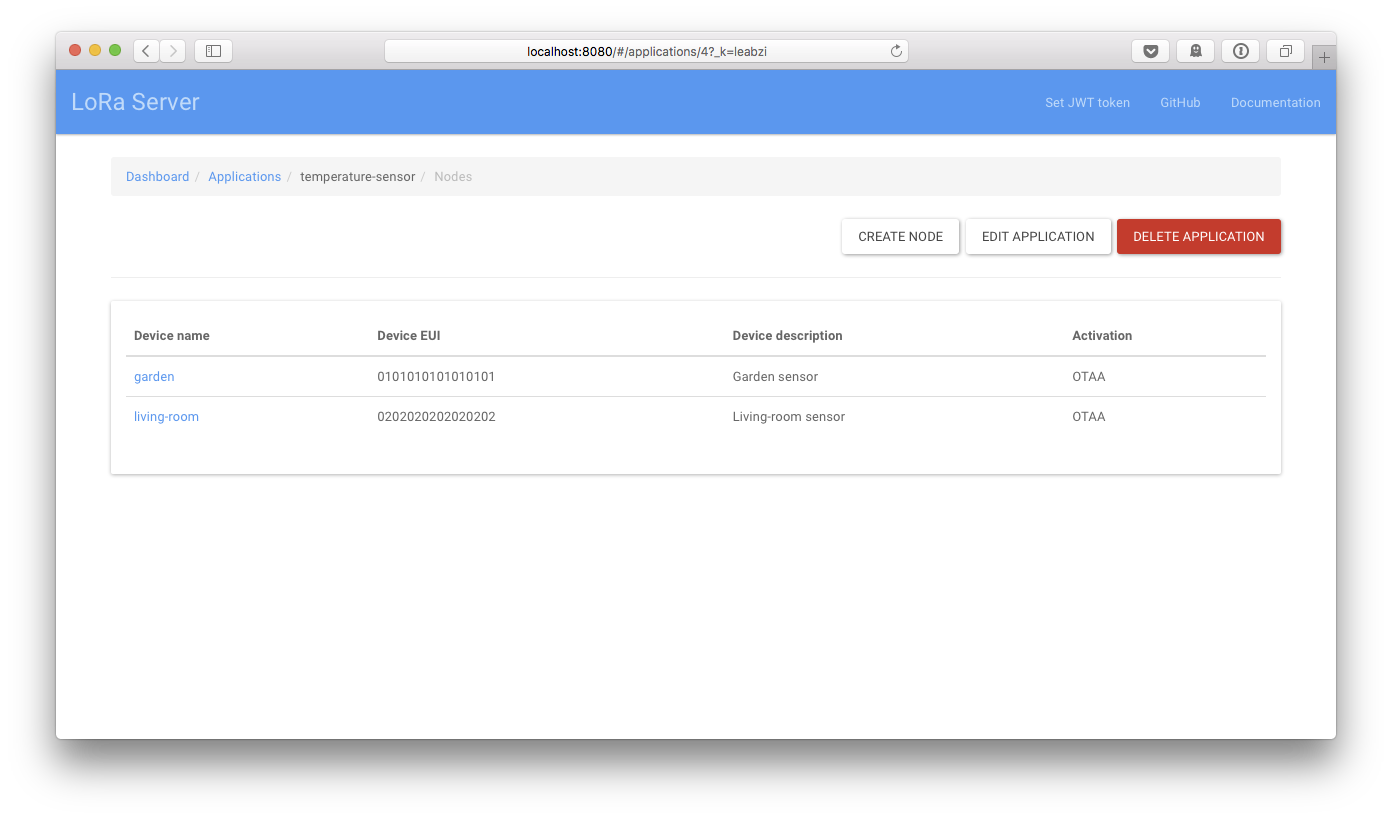 localhost:8080/#/applications/4?_k=leabzi
LoRa Server
Set JWT token GitHub Documentation
Dashboard / Applications / temperature-sensor / Nodes
CREATE NODE EDIT APPLICATION DELETE APPLICATION
Device name Device EUI Device description Activation
garden 0101010101010101 Garden sensor OTAA
living-room 0202020202020202 Living-room sensor OTAA